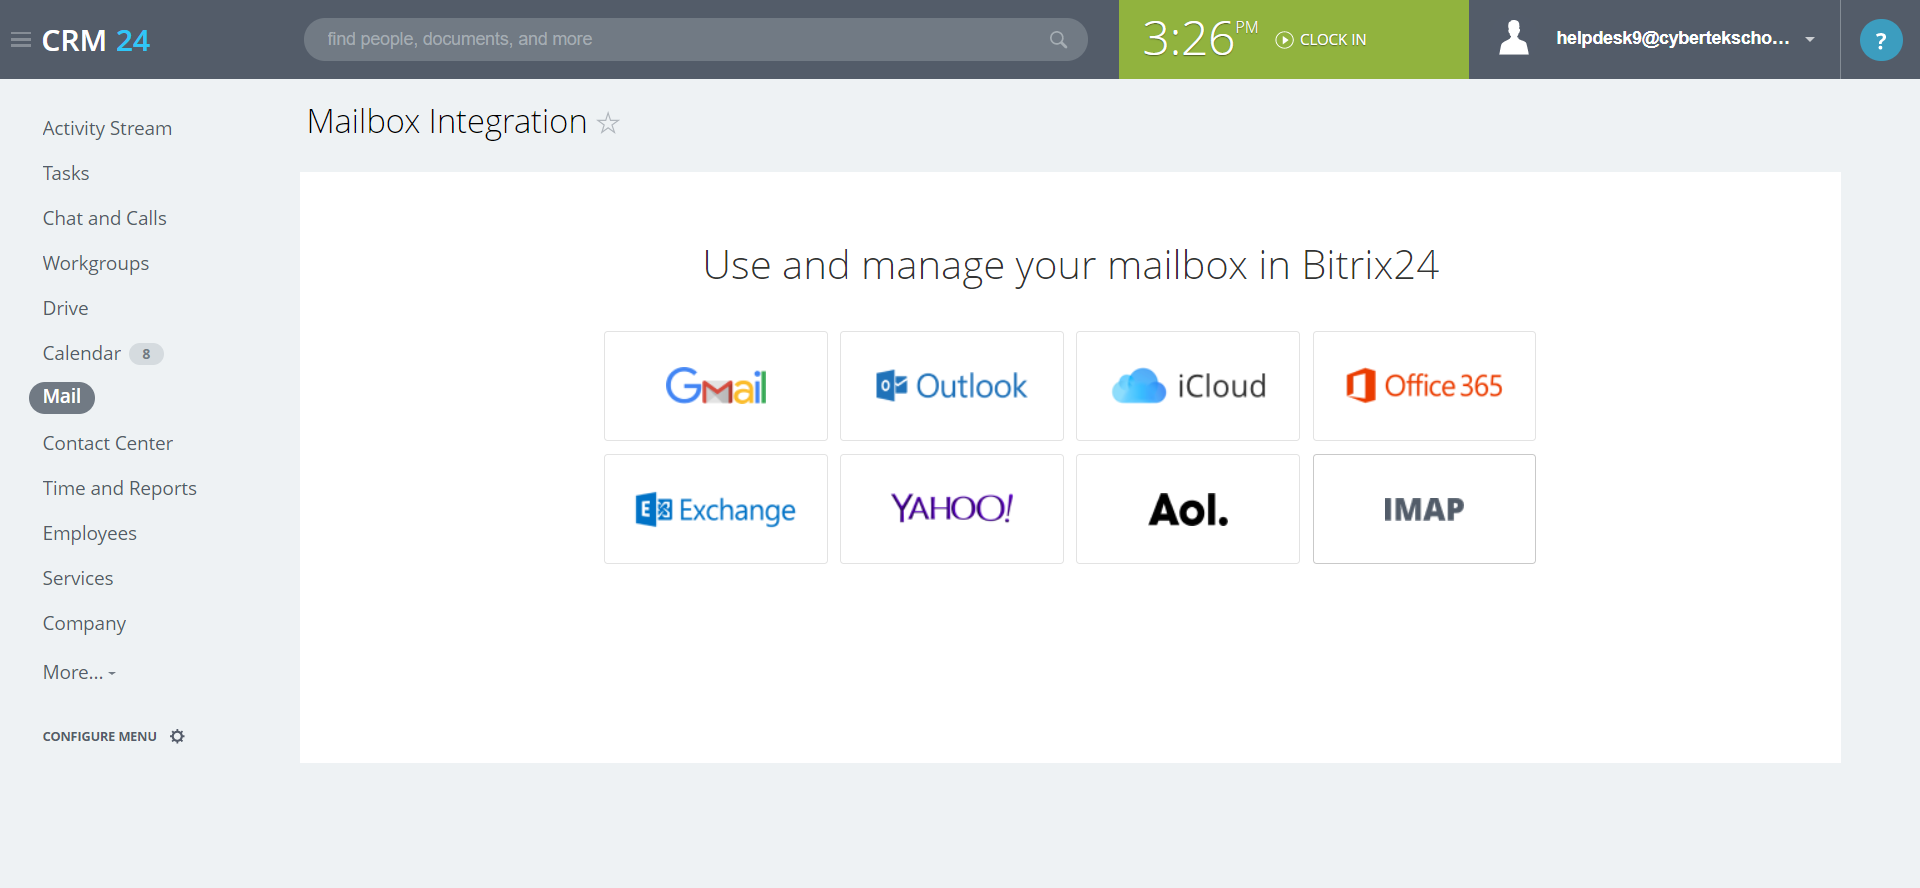 CRM 24
find people, documents, and more
3:26 PM CLOCK IN
helpdesk9@cybertekscho...
?
Activity Stream
Tasks
Chat and Calls
Workgroups
Drive
Calendar 8
Mail
Contact Center
Time and Reports
Employees
Services
Company
More...
CONFIGURE MENU
Mailbox Integration
Use and manage your mailbox in Bitrix24
Gmail Outlook iCloud Office 365
Exchange YAHOO! Aol. IMAP